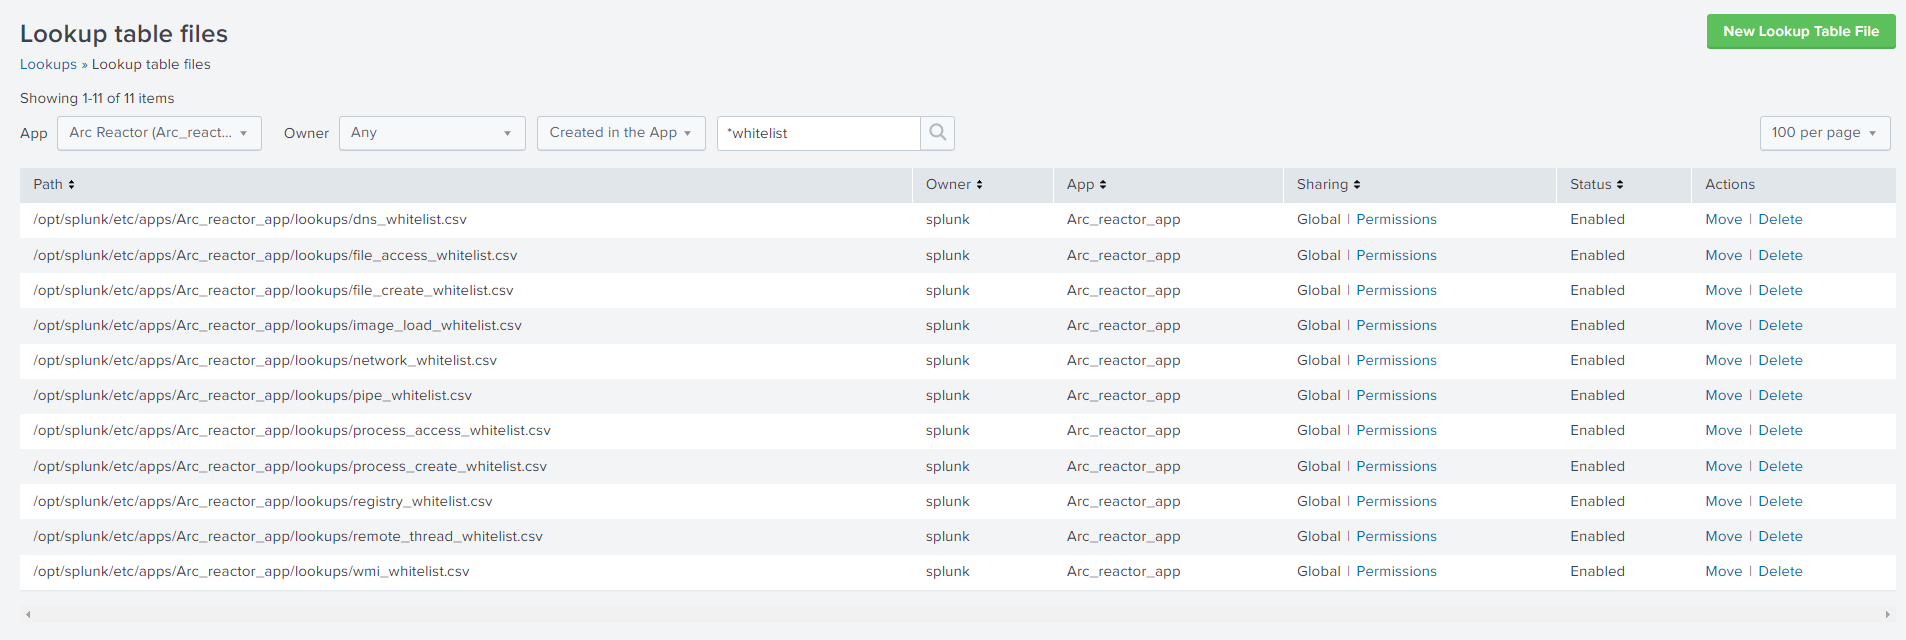 Lookup table files
New Lookup Table File
Lookups » Lookup table files
Showing 1-11 of 11 items
App Arc Reactor (Arc_react... Owner Any Created in the App *whitelist 100 per page
Path Owner App Sharing Status Actions
/opt/splunk/etc/apps/Arc_reactor_app/lookups/dns_whitelist.csv splunk Arc_reactor_app Global | Permissions Enabled Move | Delete
/opt/splunk/etc/apps/Arc_reactor_app/lookups/file_access_whitelist.csv splunk Arc_reactor_app Global | Permissions Enabled Move | Delete
/opt/splunk/etc/apps/Arc_reactor_app/lookups/file_create_whitelist.csv splunk Arc_reactor_app Global | Permissions Enabled Move | Delete
/opt/splunk/etc/apps/Arc_reactor_app/lookups/image_load_whitelist.csv splunk Arc_reactor_app Global | Permissions Enabled Move | Delete
/opt/splunk/etc/apps/Arc_reactor_app/lookups/network_whitelist.csv splunk Arc_reactor_app Global | Permissions Enabled Move | Delete
/opt/splunk/etc/apps/Arc_reactor_app/lookups/pipe_whitelist.csv splunk Arc_reactor_app Global | Permissions Enabled Move | Delete
/opt/splunk/etc/apps/Arc_reactor_app/lookups/process_access_whitelist.csv splunk Arc_reactor_app Global | Permissions Enabled Move | Delete
/opt/splunk/etc/apps/Arc_reactor_app/lookups/process_create_whitelist.csv splunk Arc_reactor_app Global | Permissions Enabled Move | Delete
/opt/splunk/etc/apps/Arc_reactor_app/lookups/registry_whitelist.csv splunk Arc_reactor_app Global | Permissions Enabled Move | Delete
/opt/splunk/etc/apps/Arc_reactor_app/lookups/remote_thread_whitelist.csv splunk Arc_reactor_app Global | Permissions Enabled Move | Delete
/opt/splunk/etc/apps/Arc_reactor_app/lookups/wmi_whitelist.csv splunk Arc_reactor_app Global | Permissions Enabled Move | Delete